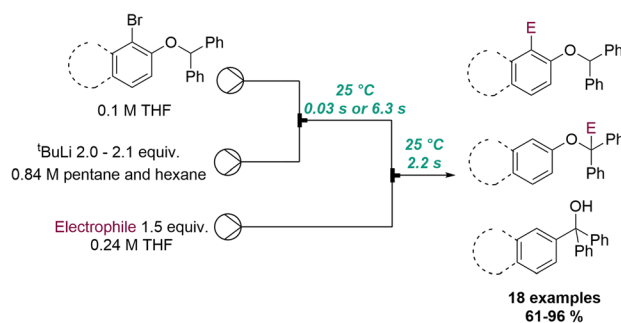 Br
O
Ph
Ph
0.1 M THF
ᵗBuLi 2.0 - 2.1 equiv.
0.84 M pentane and hexane
Electrophile 1.5 equiv.
0.24 M THF
25 °C
0.03 s or 6.3 s
25 °C
2.2 s
E
O
Ph
Ph
E
O
Ph
Ph
OH
Ph
Ph
18 examples
61-96 %